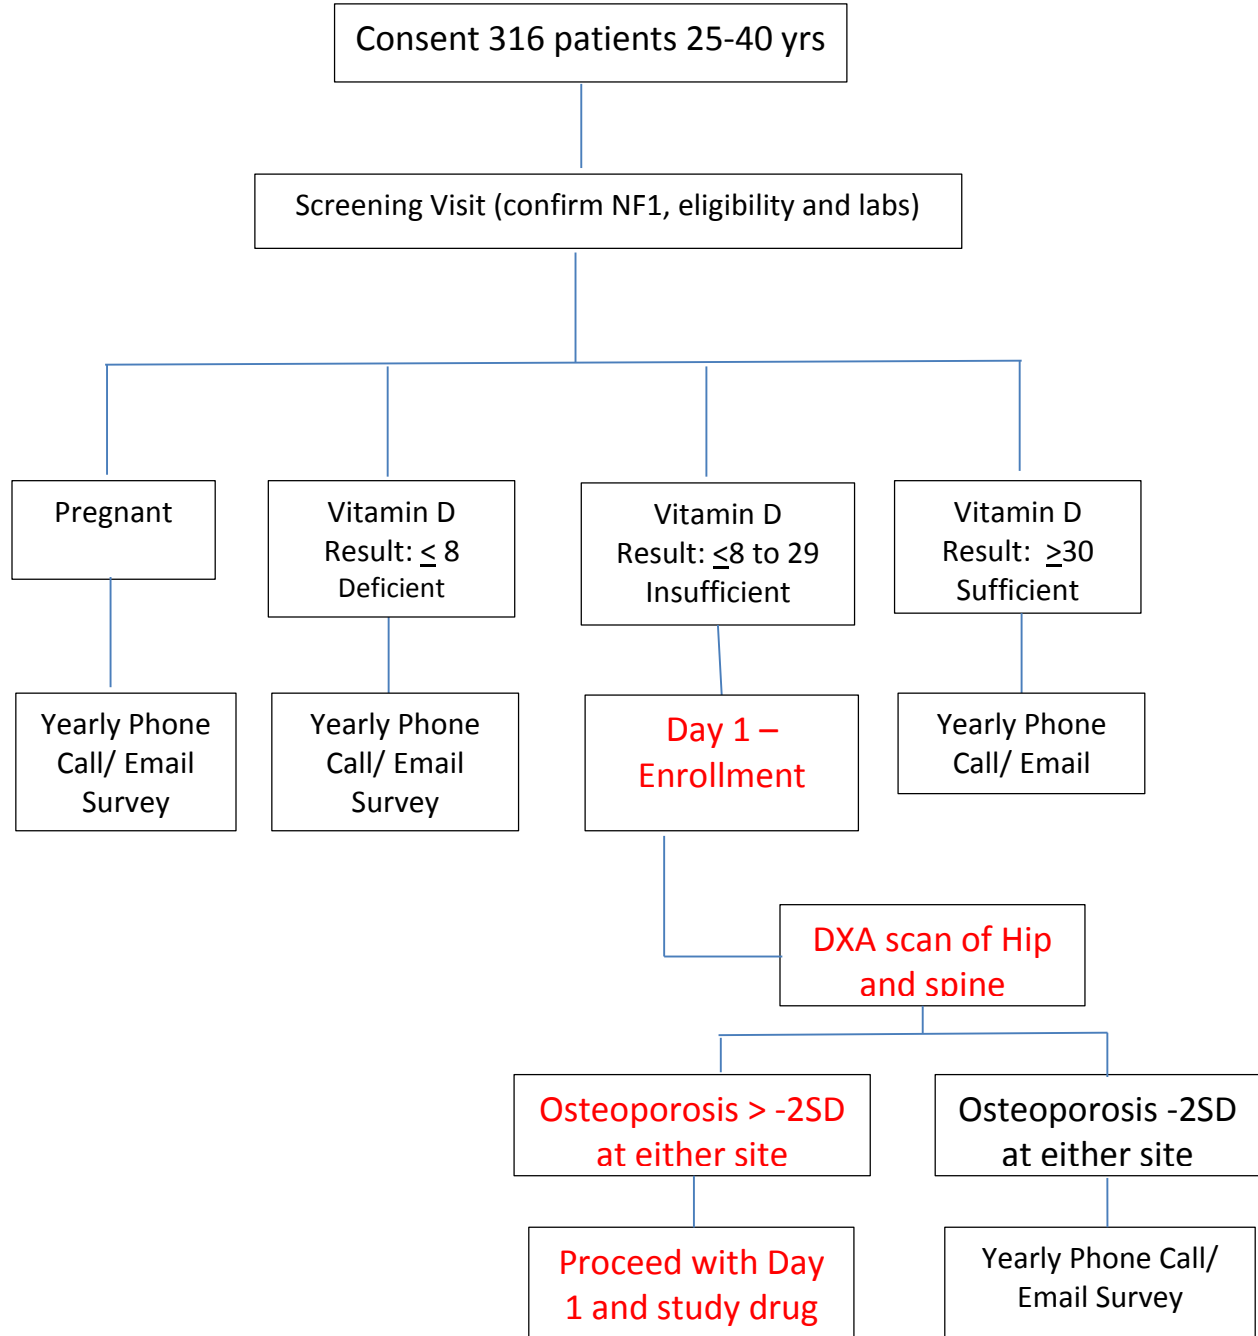 Consent 316 patients 25-40 yrs
Screening Visit (confirm NF1, eligibility and labs)
Pregnant
Vitamin D
Result: ≤ 8
Deficient
Vitamin D
Result: ≤8 to 29
Insufficient
Vitamin D
Result: ≥30
Sufficient
Yearly Phone
Call/ Email
Survey
Yearly Phone
Call/ Email
Survey
Day 1 –
Enrollment
Yearly Phone
Call/ Email
DXA scan of Hip
and spine
Osteoporosis > -2SD
at either site
Osteoporosis -2SD
at either site
Proceed with Day
1 and study drug
Yearly Phone Call/
Email Survey